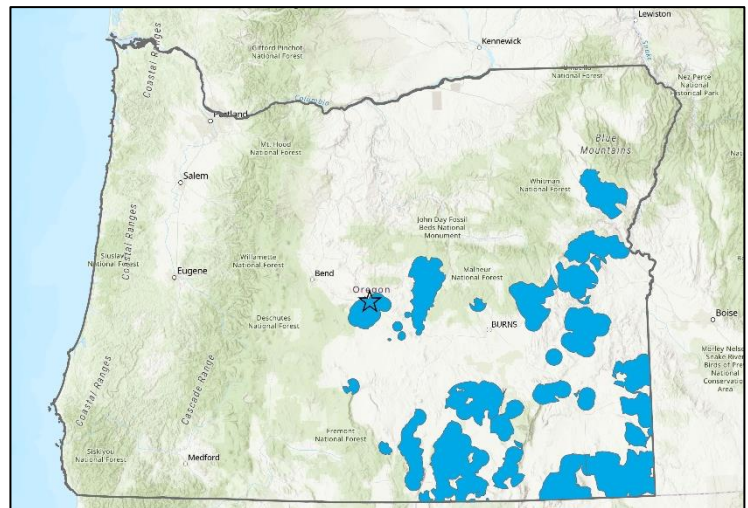 Lewiston
Gifford Pinchot
National Forest
Kennewick
Snake
Umatilla
National Forest
Nez Perce
National
Historical Park
Coastal Ranges
Columbia
Portland
Mt. Hood
National Forest
Blue
Mountains
Salem
Whitman
National Forest
John Day Fossil
Beds National
Monument
Coastal Ranges
Siuslaw
National Forest
Willamette
National Forest
Eugene
Bend
Malheur
National Forest
Oregon
Deschutes
National Forest
BURNS
Boise
Morley Nelson
Snake River
Birds of Prey
National
Conservation
Area
Coastal Ranges
Cascade Range
Fremont
National Forest
Siskiyou
National Forest
Medford